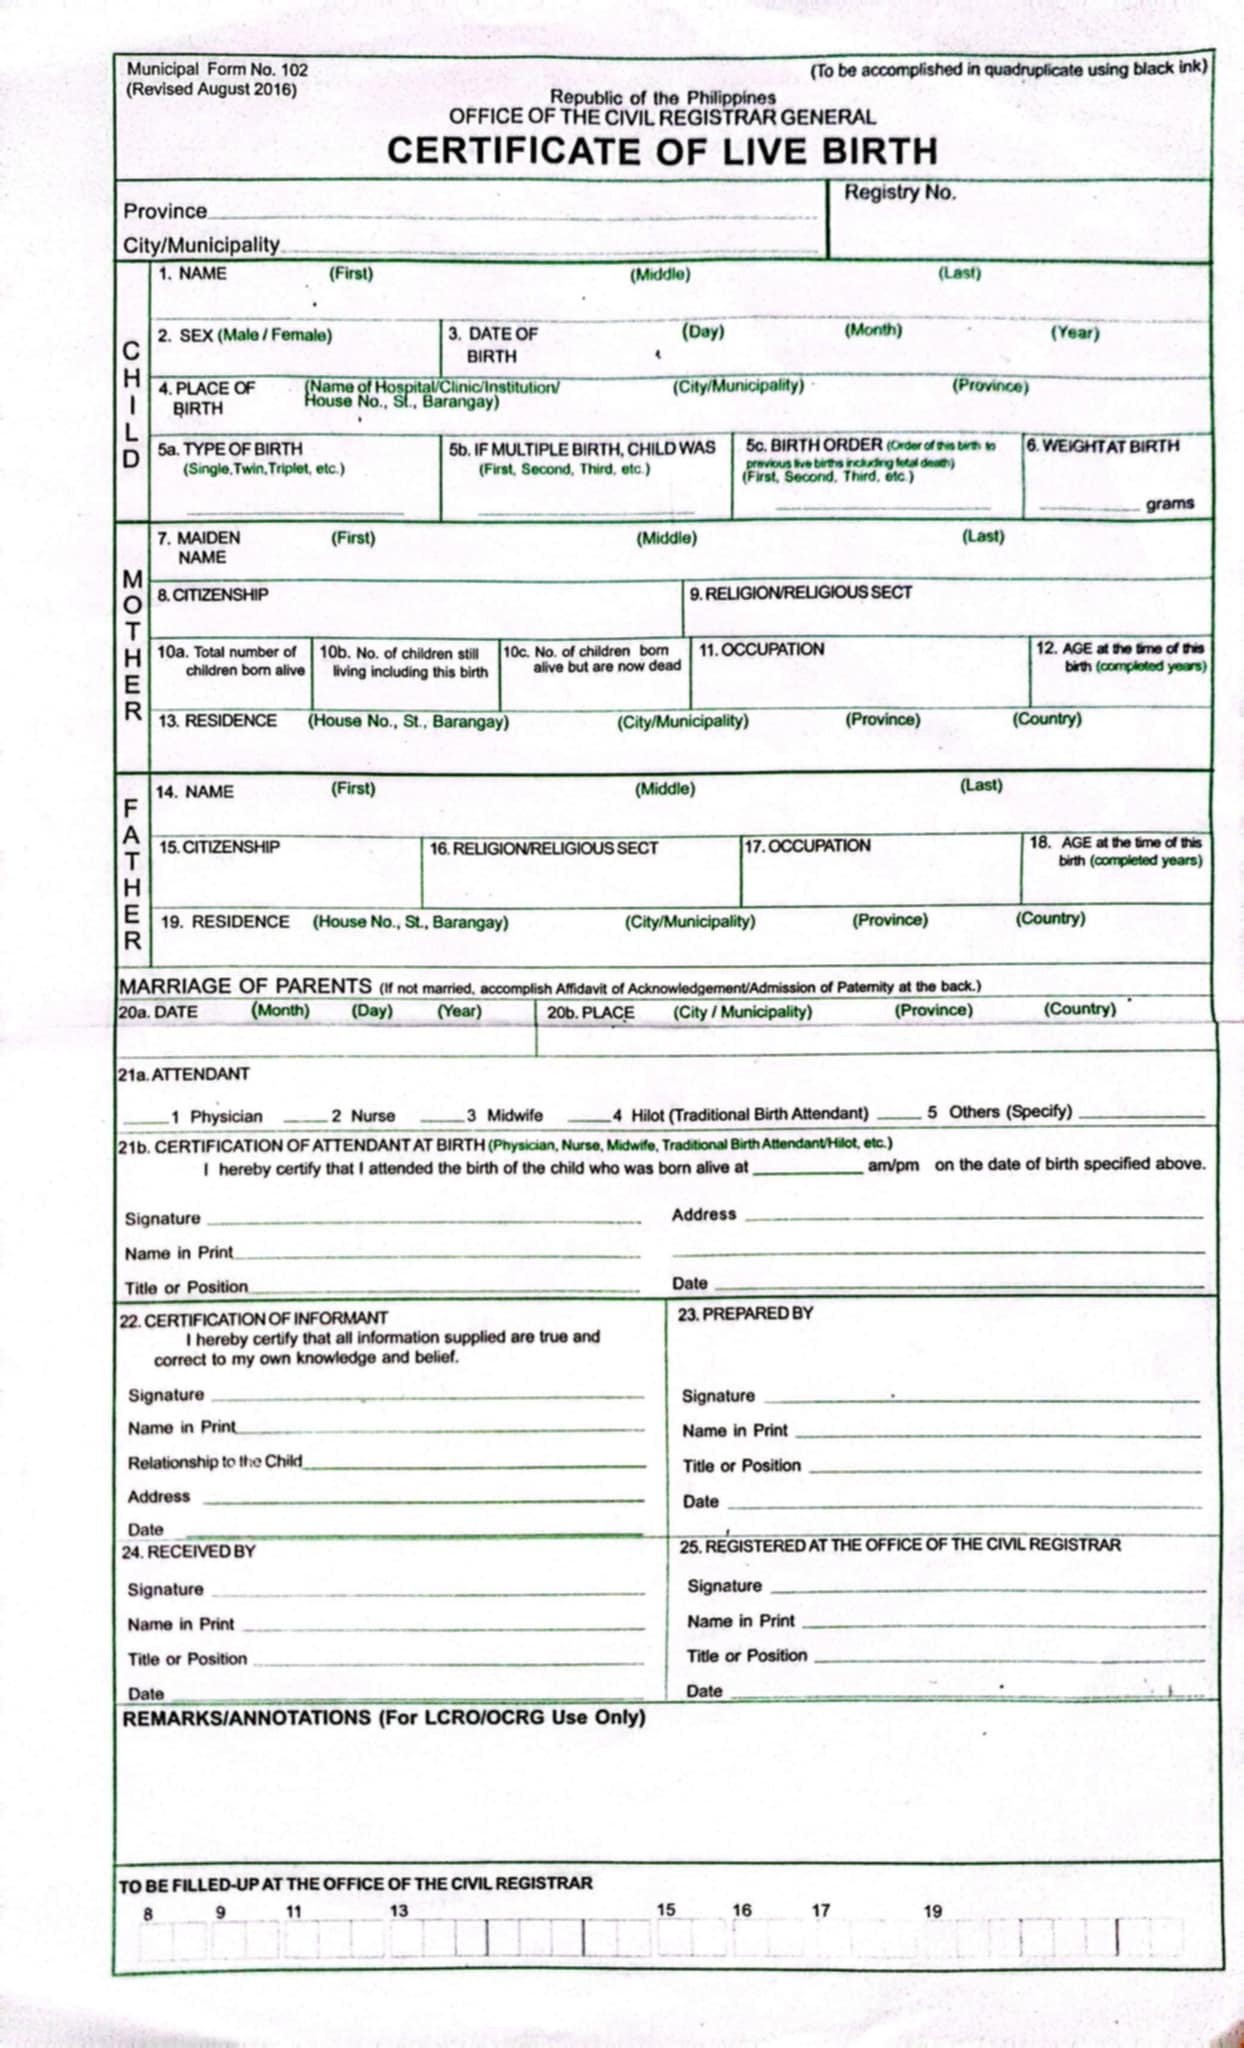 Municipal Form No. 102
(To be accomplished in quadruplicate using black ink)
(Revised August 2016)
Republic of the Philippines
OFFICE OF THE CIVIL REGISTRAR GENERAL
CERTIFICATE OF LIVE BIRTH
Province
Registry No.
City/Municipality
CHILD
1. NAME (First) (Middle) (Last)
2. SEX (Male / Female)
3. DATE OF BIRTH (Day) (Month) (Year)
4. PLACE OF BIRTH (Name of Hospital/Clinic/Institution/ House No., St., Barangay) (City/Municipality) (Province)
5a. TYPE OF BIRTH
(Single,Twin,Triplet, etc.)
5b. IF MULTIPLE BIRTH, CHILD WAS
(First, Second, Third, etc.)
5c. BIRTH ORDER (Order of this birth to
previous live births including fetal death)
(First, Second, Third, etc.)
6. WEIGHT AT BIRTH
grams
MOTHER
7. MAIDEN NAME (First) (Middle) (Last)
8. CITIZENSHIP
9. RELIGION/RELIGIOUS SECT
10a. Total number of
children born alive
10b. No. of children still
living including this birth
10c. No. of children born
alive but are now dead
11. OCCUPATION
12. AGE at the time of this
birth (completed years)
13. RESIDENCE (House No., St., Barangay) (City/Municipality) (Province) (Country)
FATHER
14. NAME (First) (Middle) (Last)
15. CITIZENSHIP
16. RELIGION/RELIGIOUS SECT
17. OCCUPATION
18. AGE at the time of this
birth (completed years)
19. RESIDENCE (House No., St., Barangay) (City/Municipality) (Province) (Country)
MARRIAGE OF PARENTS (If not married, accomplish Affidavit of Acknowledgement/Admission of Paternity at the back.)
20a. DATE (Month) (Day) (Year)
20b. PLACE (City / Municipality) (Province) (Country)
21a. ATTENDANT
1 Physician 2 Nurse 3 Midwife 4 Hilot (Traditional Birth Attendant) 5 Others (Specify)
21b. CERTIFICATION OF ATTENDANT AT BIRTH (Physician, Nurse, Midwife, Traditional Birth Attendant/Hilot, etc.)
I hereby certify that I attended the birth of the child who was born alive at am/pm on the date of birth specified above.
Signature
Address
Name in Print
Title or Position
Date
22. CERTIFICATION OF INFORMANT
I hereby certify that all information supplied are true and
correct to my own knowledge and belief.
Signature
Name in Print
Relationship to the Child
Address
Date
23. PREPARED BY
Signature
Name in Print
Title or Position
Date
24. RECEIVED BY
Signature
Name in Print
Title or Position
Date
25. REGISTERED AT THE OFFICE OF THE CIVIL REGISTRAR
Signature
Name in Print
Title or Position
Date
REMARKS/ANNOTATIONS (For LCRO/OCRG Use Only)
TO BE FILLED-UP AT THE OFFICE OF THE CIVIL REGISTRAR
8 9 11 13 15 16 17 19